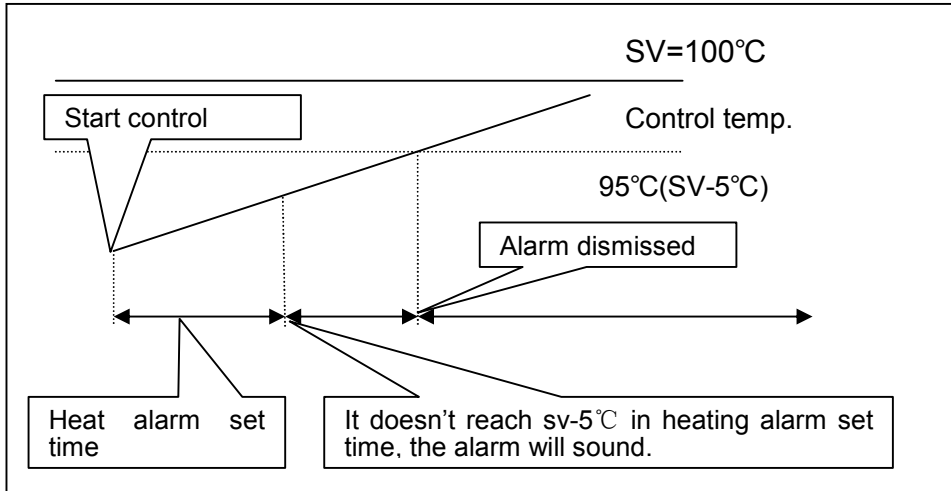 SV=100℃
Start control
Control temp.
95℃(SV-5℃)
Alarm dismissed
Heat alarm set
time
It doesn’t reach sv-5℃ in heating alarm set
time, the alarm will sound.